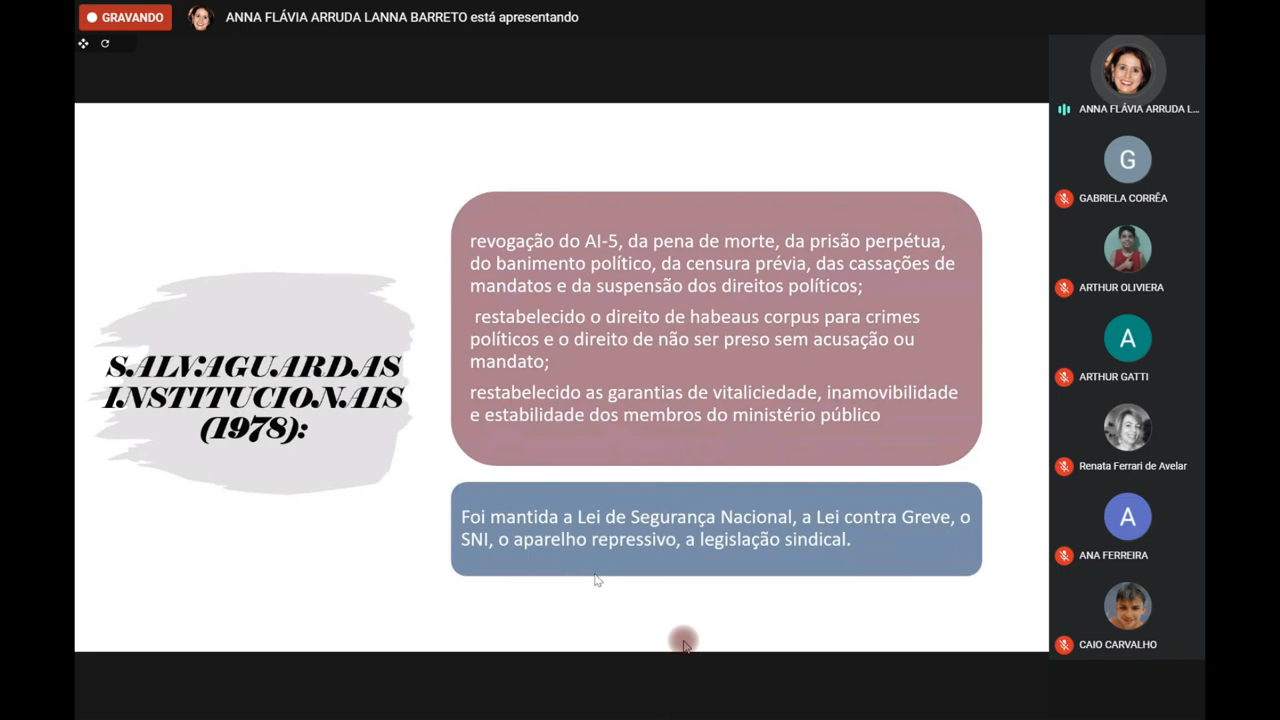 GRAVANDO
ANNA FLÁVIA ARRUDA LANNA BARRETO está apresentando
SALVAGUARDAS
INSTITUCIONAIS
(1978):
revogação do AI-5, da pena de morte, da prisão perpétua,
do banimento político, da censura prévia, das cassações de
mandatos e da suspensão dos direitos políticos;
restabelecido o direito de habeaus corpus para crimes
políticos e o direito de não ser preso sem acusação ou
mandato;
restabelecido as garantias de vitaliciedade, inamovibilidade
e estabilidade dos membros do ministério público
Foi mantida a Lei de Segurança Nacional, a Lei contra Greve, o
SNI, o aparelho repressivo, a legislação sindical.
ANNA FLÁVIA ARRUDA L...
G
GABRIELA CORRÊA
ARTHUR OLIVIERA
A
ARTHUR GATTI
Renata Ferrari de Avelar
A
ANA FERREIRA
CAIO CARVALHO